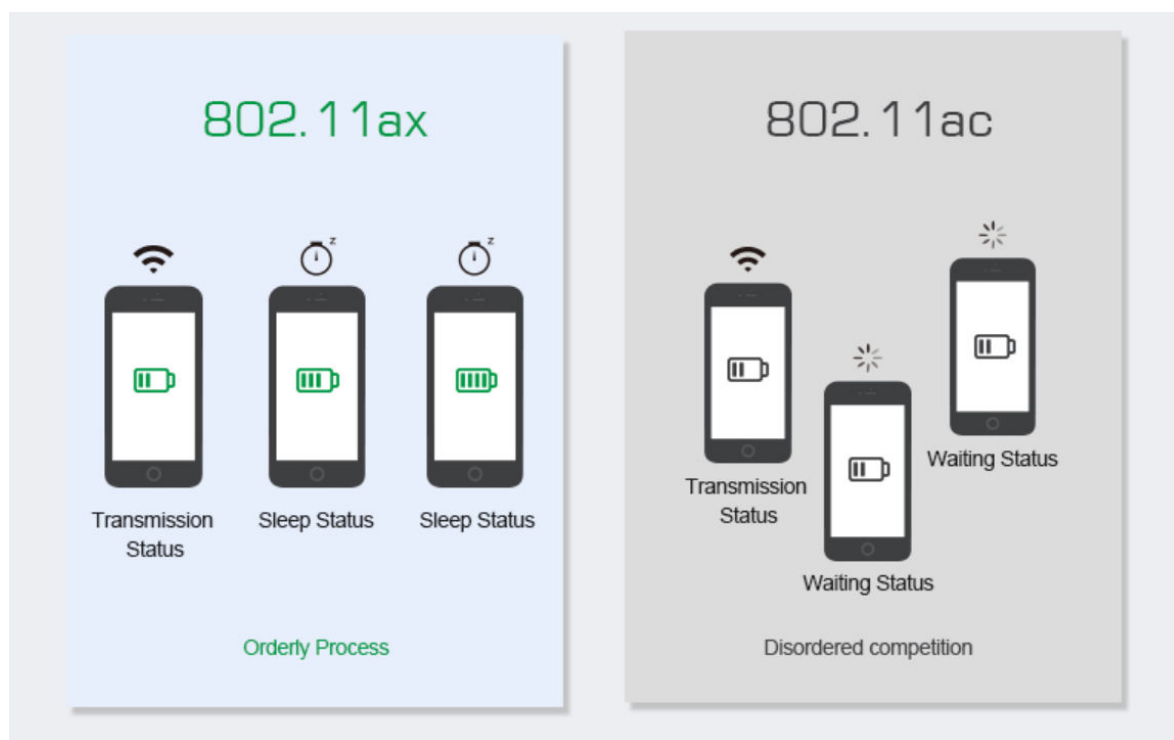 802.11ax
z
z
Transmission
Status
Sleep Status
Sleep Status
Orderly Process
802.11ac
Transmission
Status
Waiting Status
Waiting Status
Disordered competition